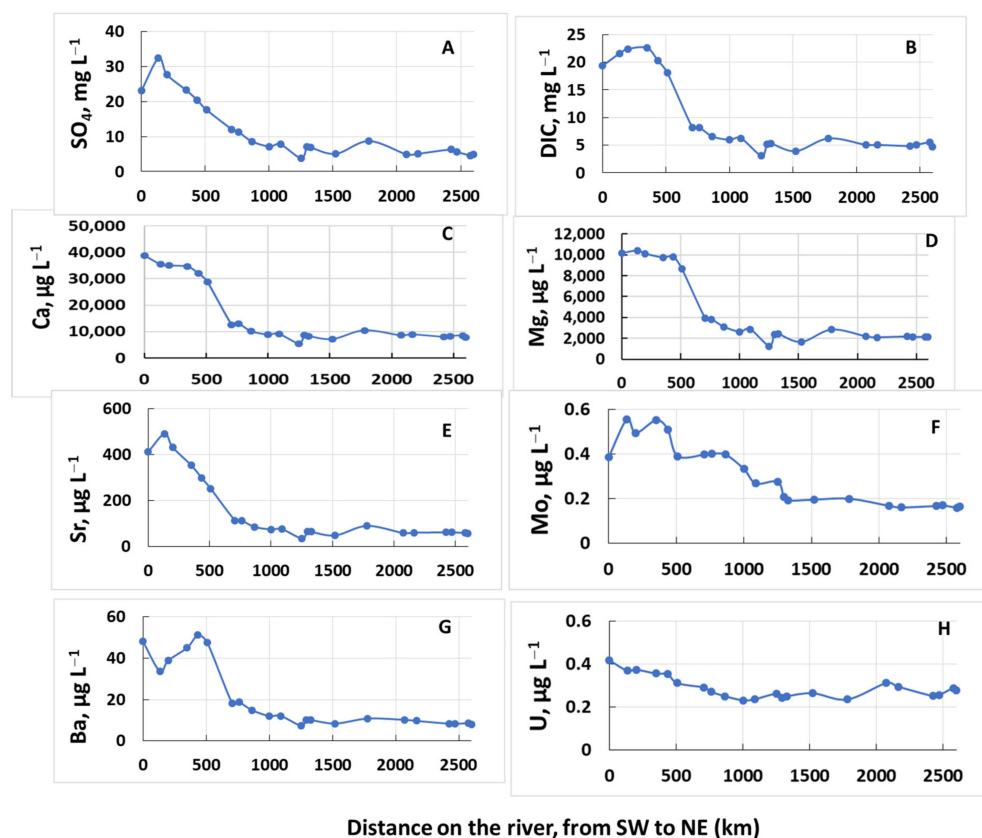 A
SO₄, mg L⁻¹
40
30
20
10
0
0 500 1000 1500 2000 2500
B
DIC, mg L⁻¹
25
20
15
10
5
0
0 500 1000 1500 2000 2500
C
Ca, µg L⁻¹
50,000
40,000
30,000
20,000
10,000
0
0 500 1000 1500 2000 2500
D
Mg, µg L⁻¹
12,000
10,000
8,000
6,000
4,000
2,000
0
0 500 1000 1500 2000 2500
E
Sr, µg L⁻¹
600
400
200
0
0 500 1000 1500 2000 2500
F
Mo, µg L⁻¹
0.6
0.4
0.2
0
0 500 1000 1500 2000 2500
G
Ba, µg L⁻¹
60
40
20
0
0 500 1000 1500 2000 2500
H
U, µg L⁻¹
0.6
0.4
0.2
0
0 500 1000 1500 2000 2500
Distance on the river, from SW to NE (km)